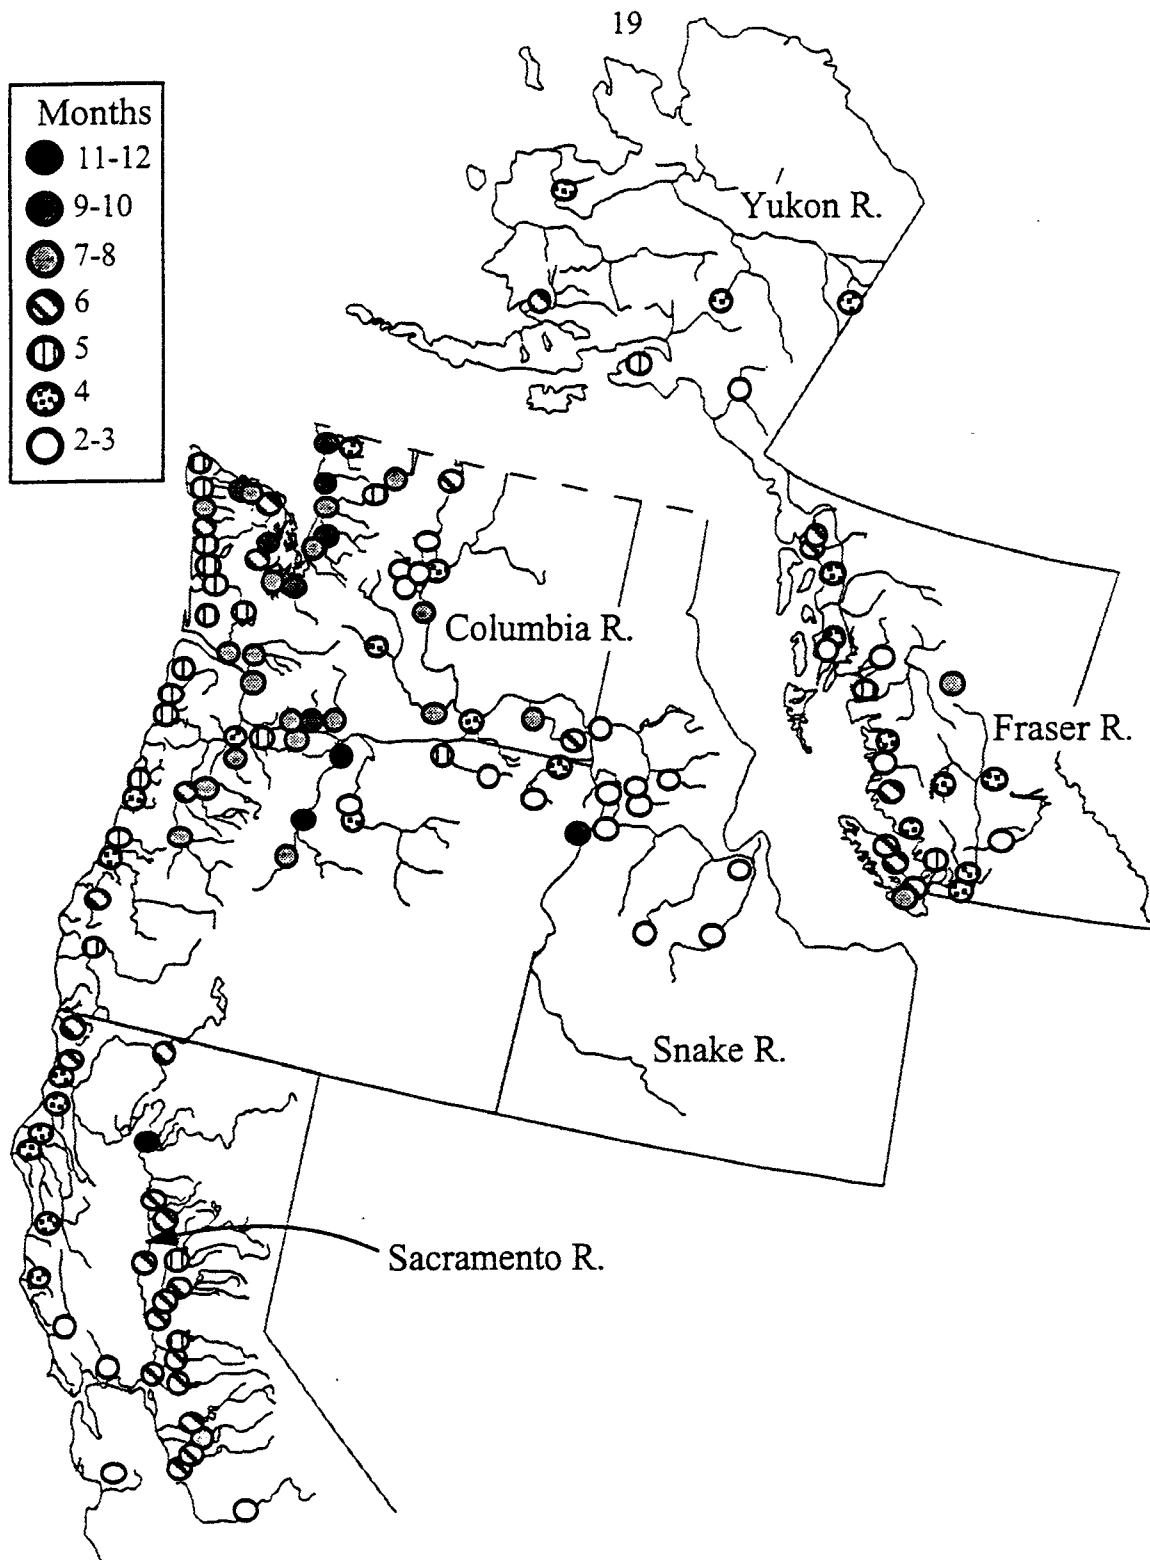 19
Months
11-12
9-10
7-8
6
5
4
2-3
Yukon R.
Columbia R.
Fraser R.
Snake R.
Sacramento R.